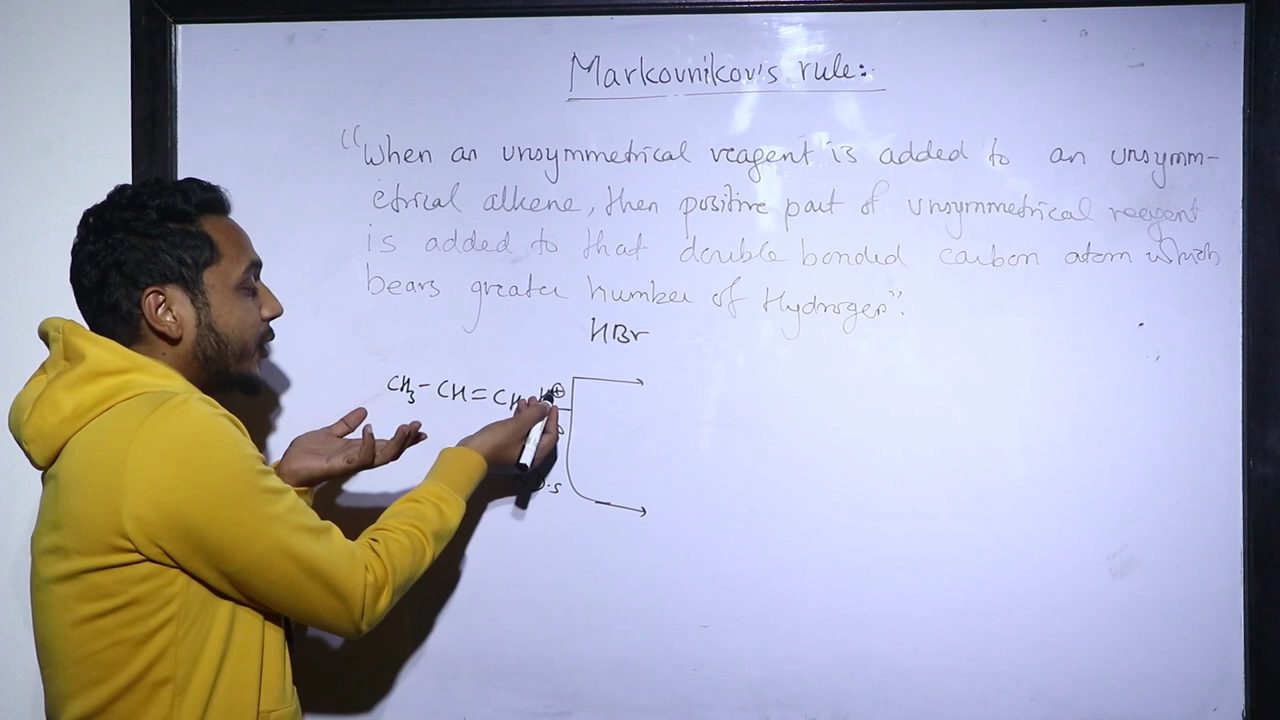 Markovnikov's rule:
"When an unsymmetrical reagent is added to an unsymm-
etrical alkene, then positive part of unsymmetrical reagent
is added to that double bonded carbon atom which
bears greater number of Hydrogen".
HBr
CH3-CH=CH H⊕